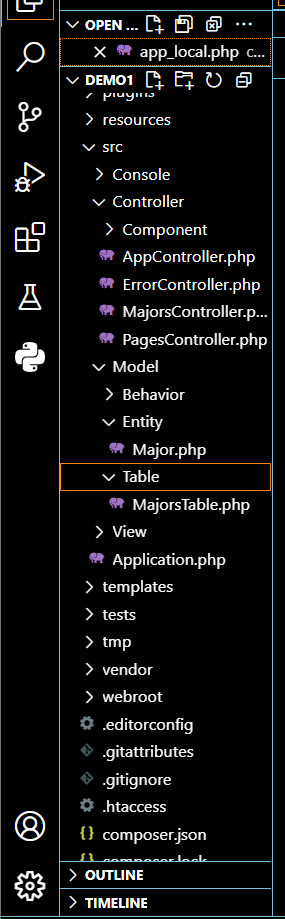 OPEN ...
app_local.php c...
DEMO1
plugins
resources
src
Console
Controller
Component
AppController.php
ErrorController.php
MajorsController.p...
PagesController.php
Model
Behavior
Entity
Major.php
Table
MajorsTable.php
View
Application.php
templates
tests
tmp
vendor
webroot
.editorconfig
.gitattributes
.gitignore
.htaccess
composer.json
composer.lock
OUTLINE
TIMELINE